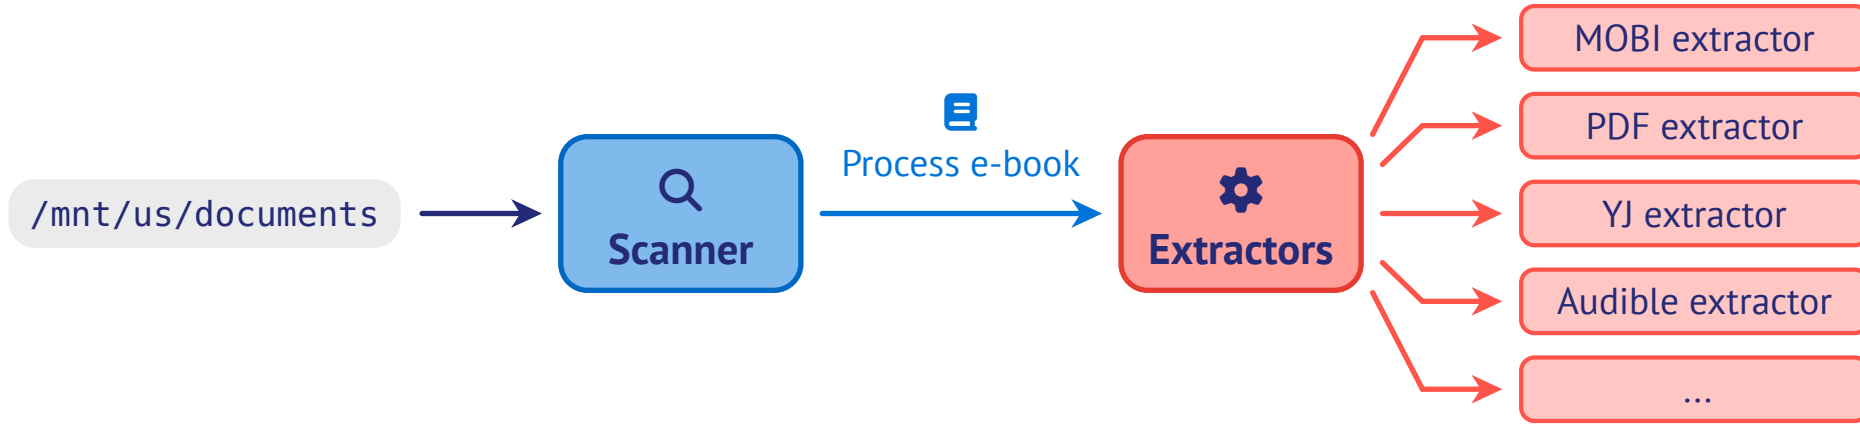 /mnt/us/documents
Scanner
Process e-book
Extractors
MOBI extractor
PDF extractor
YJ extractor
Audible extractor
...